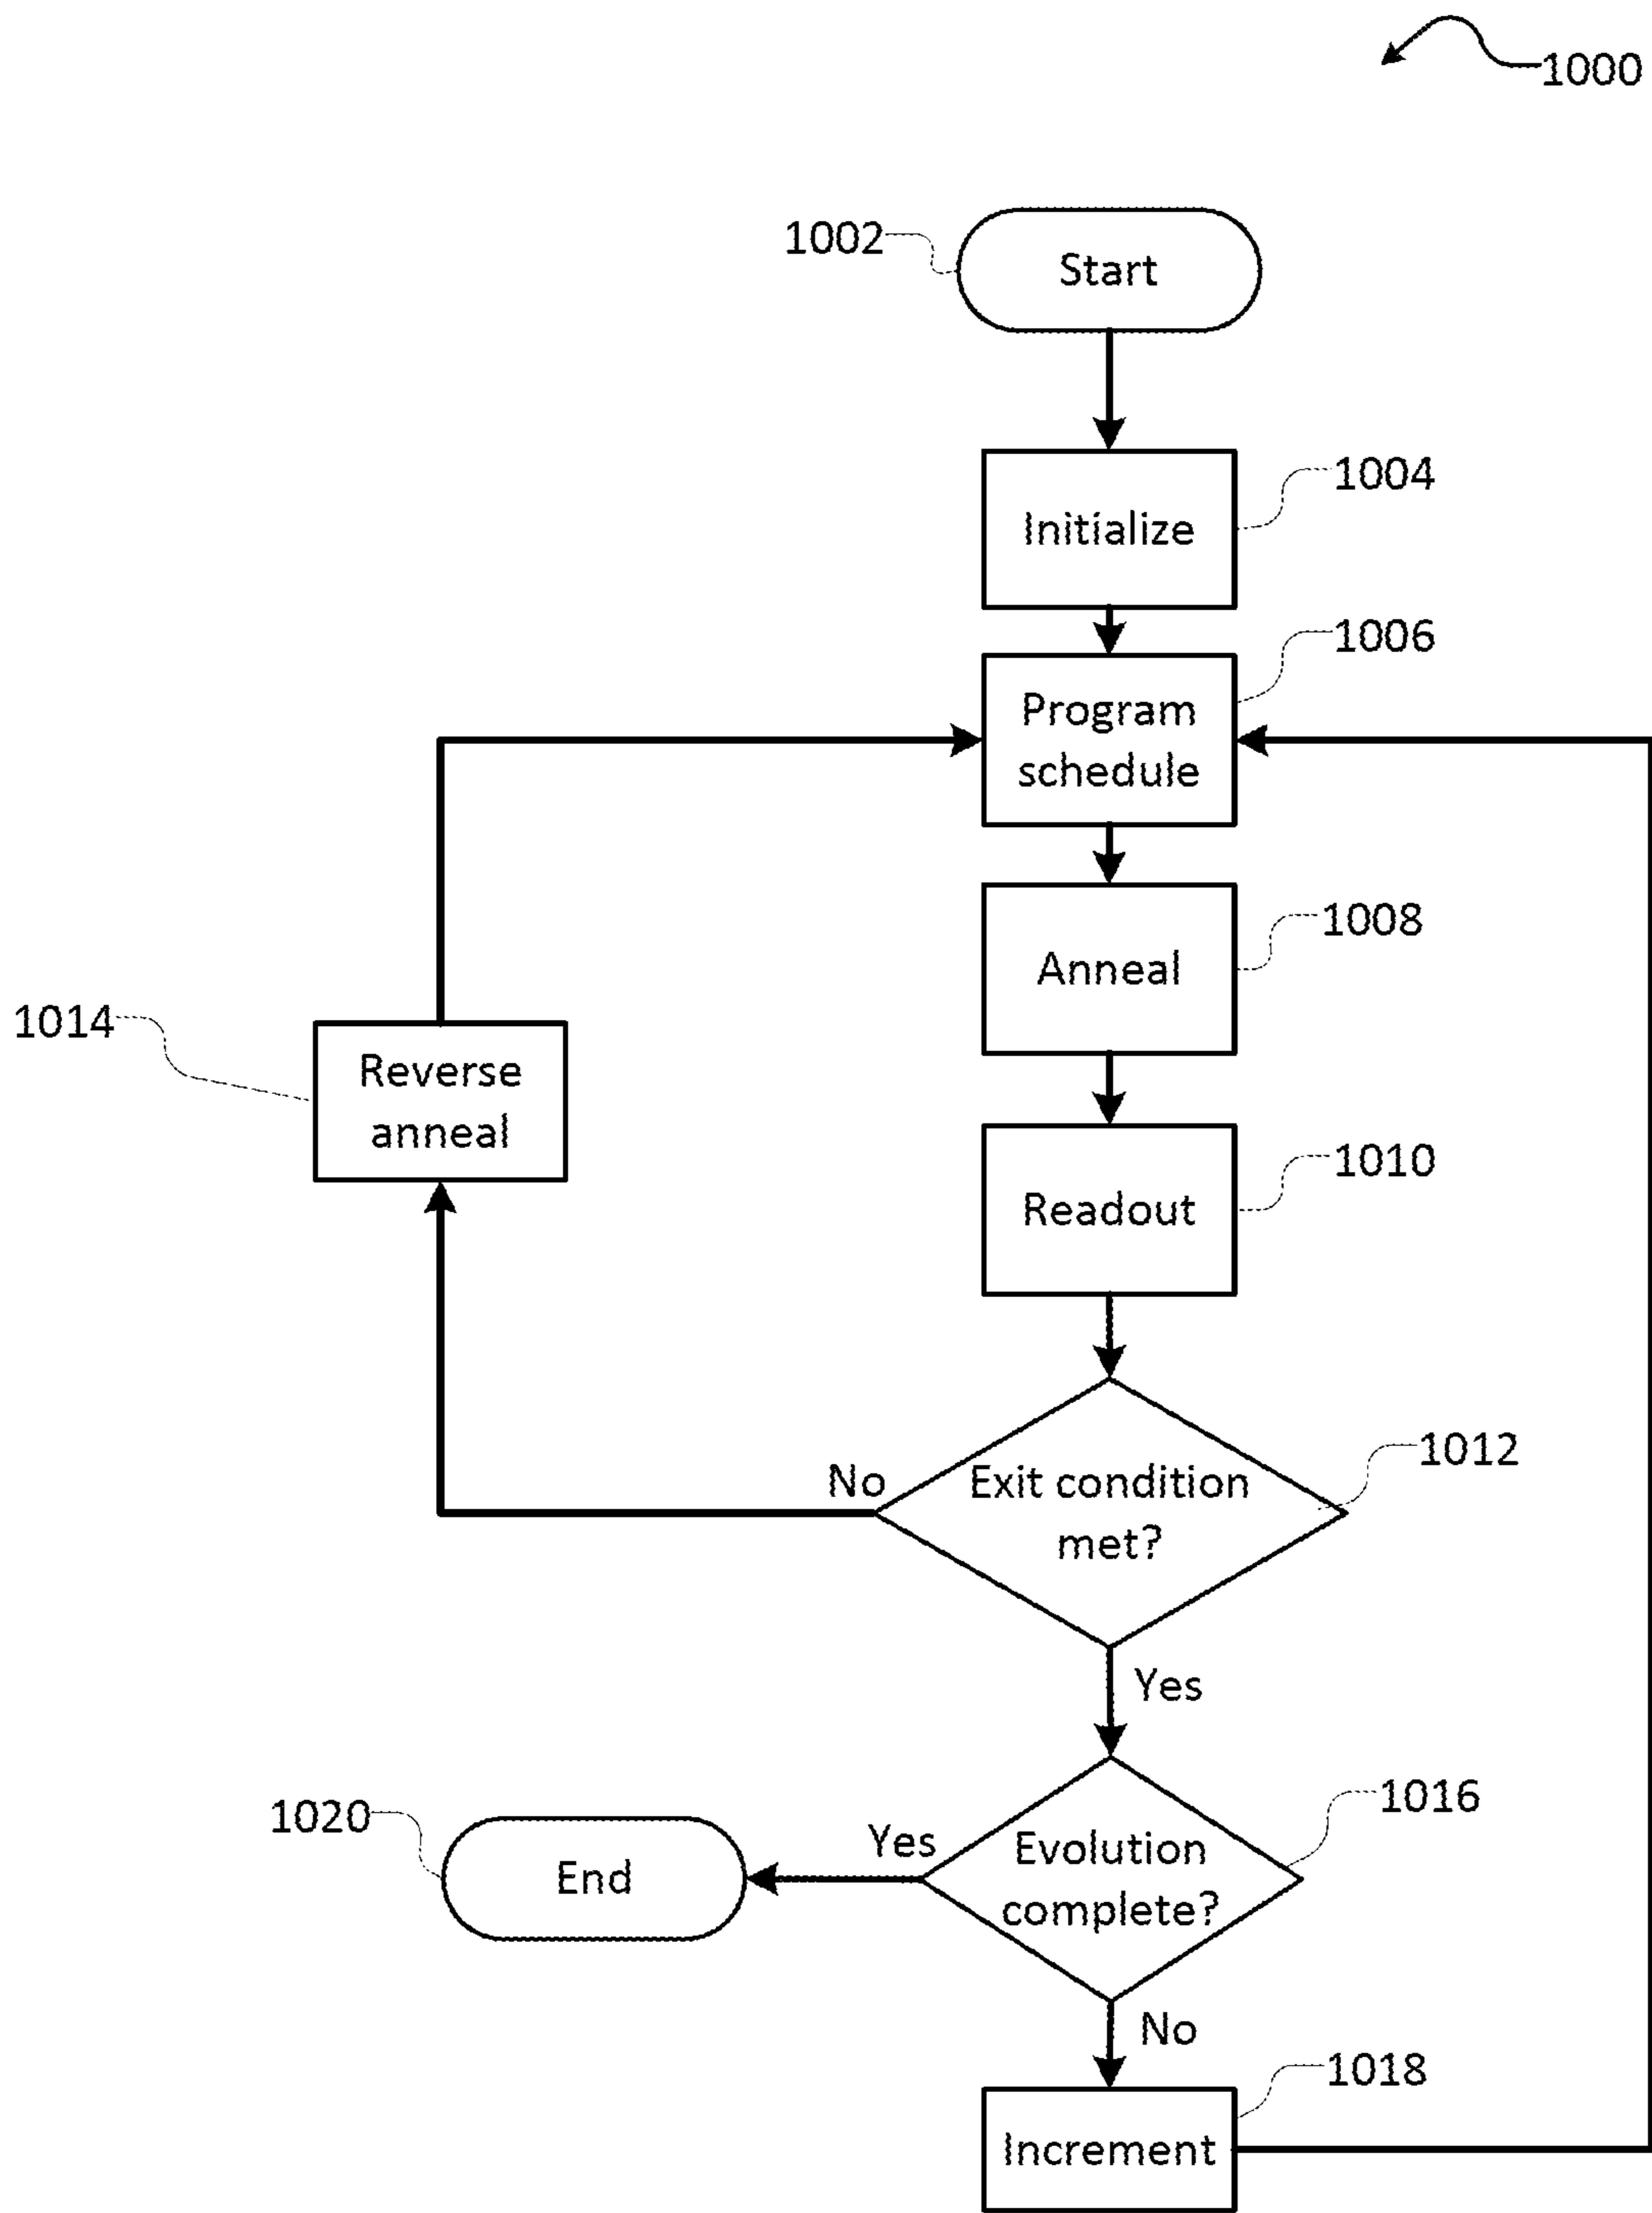 1000
1002
Start
1004
Initialize
1006
Program
schedule
1008
Anneal
1014
Reverse
anneal
1010
Readout
1012
No
Exit condition
met?
Yes
1016
1020
Yes
Evolution
complete?
End
No
1018
Increment